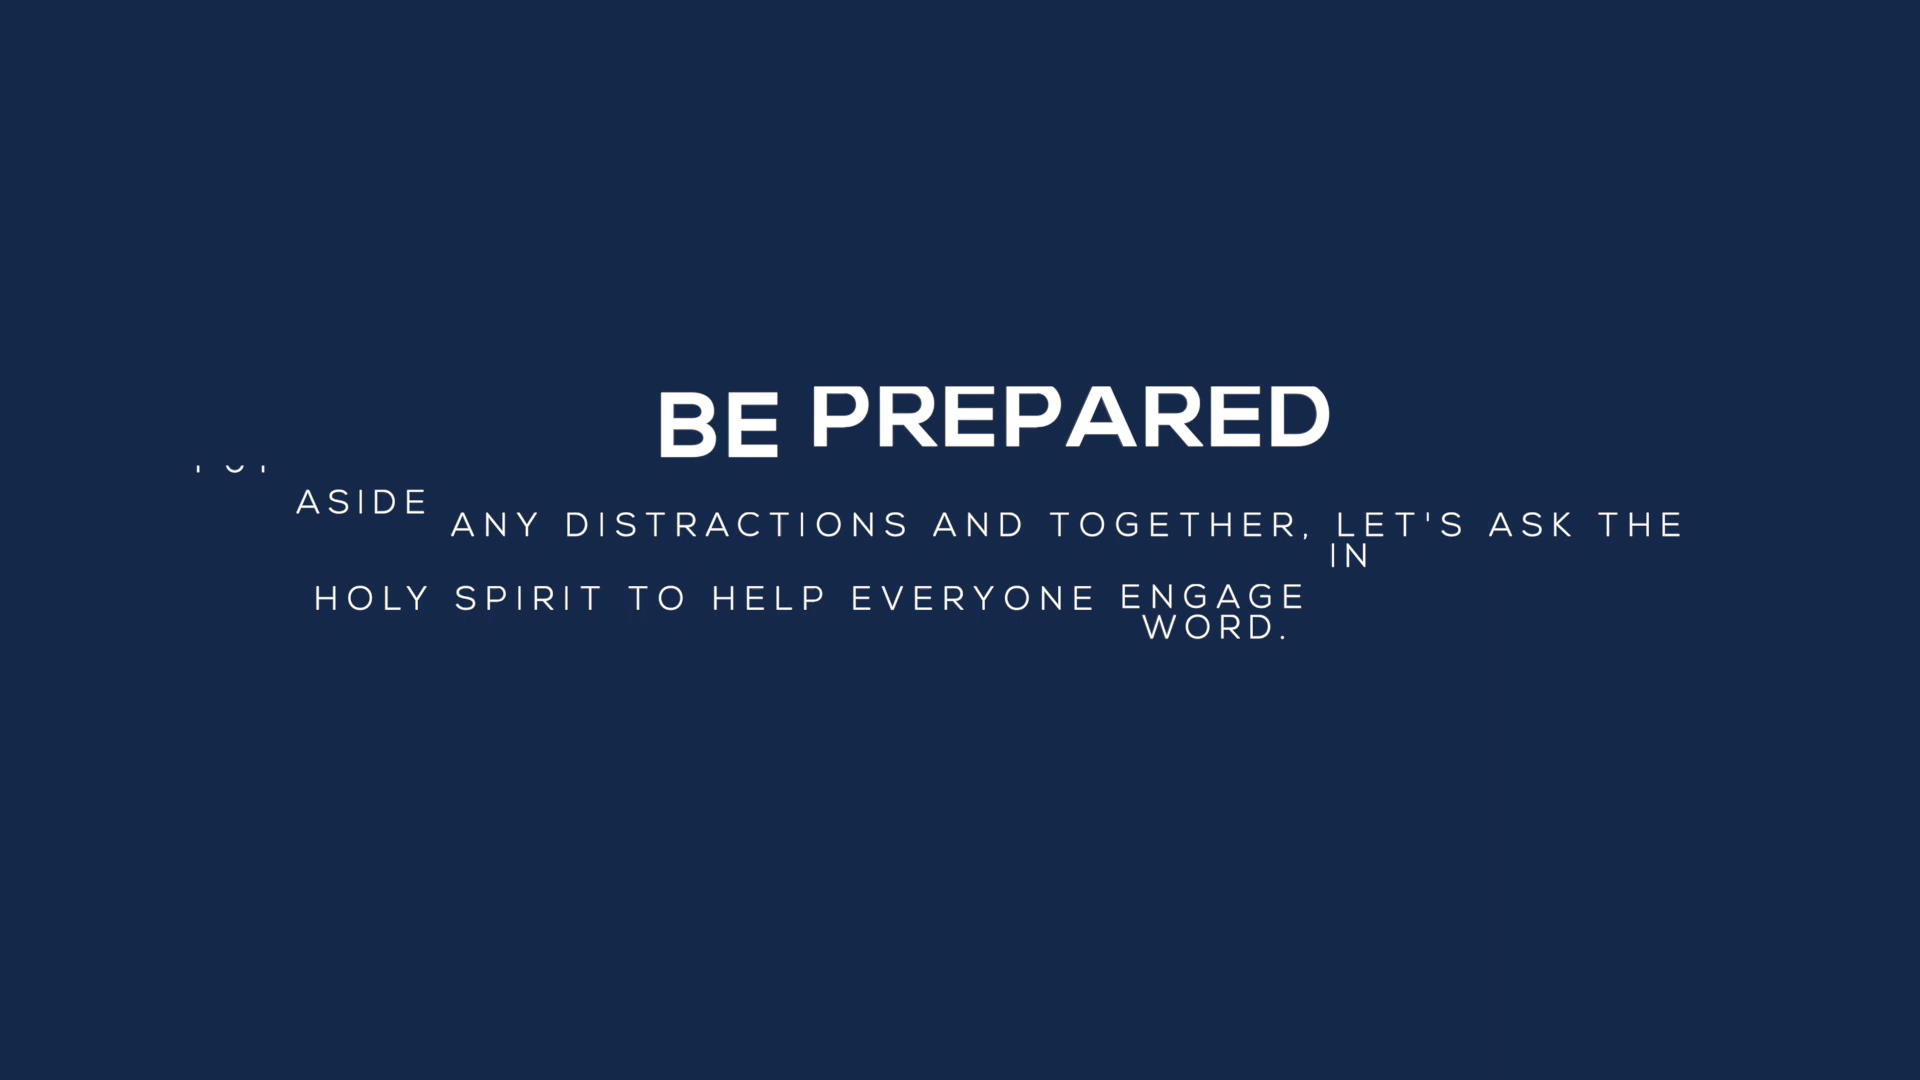 BE PREPARED
ASIDE ANY DISTRACTIONS AND TOGETHER, LET'S ASK THE
HOLY SPIRIT TO HELP EVERYONE ENGAGE IN
WORD.